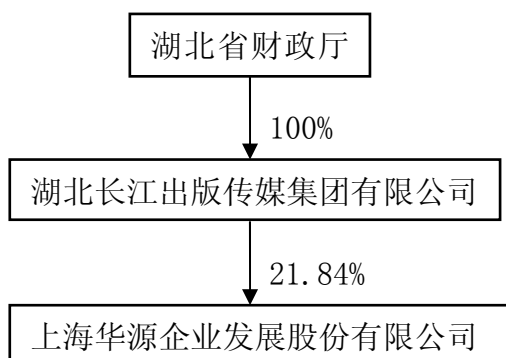 湖北省财政厅
100%
湖北长江出版传媒集团有限公司
21.84%
上海华源企业发展股份有限公司